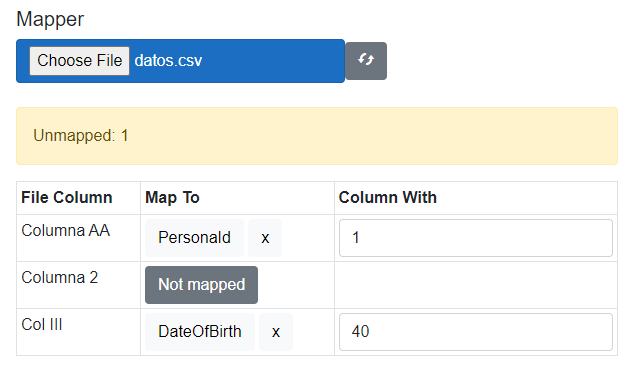 Mapper
Choose File datos.csv
Unmapped: 1
File Column Map To Column With
Columna AA PersonaId x 1
Columna 2 Not mapped
Col III DateOfBirth x 40